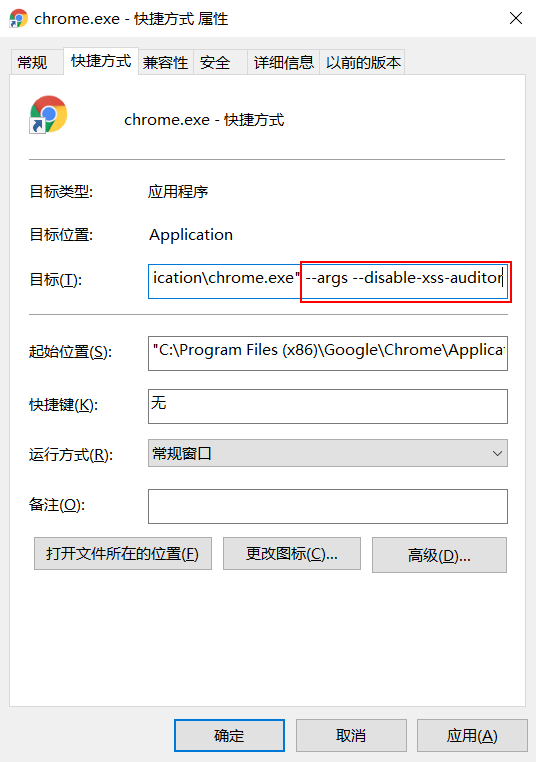 chrome.exe - 快捷方式 属性
常规 快捷方式 兼容性 安全 详细信息 以前的版本
chrome.exe - 快捷方式
目标类型: 应用程序
目标位置: Application
目标(T): ication\chrome.exe" --args --disable-xss-auditor
起始位置(S): "C:\Program Files (x86)\Google\Chrome\Applicat
快捷键(K): 无
运行方式(R): 常规窗口
备注(O):
打开文件所在的位置(F) 更改图标(C)... 高级(D)...
确定 取消 应用(A)